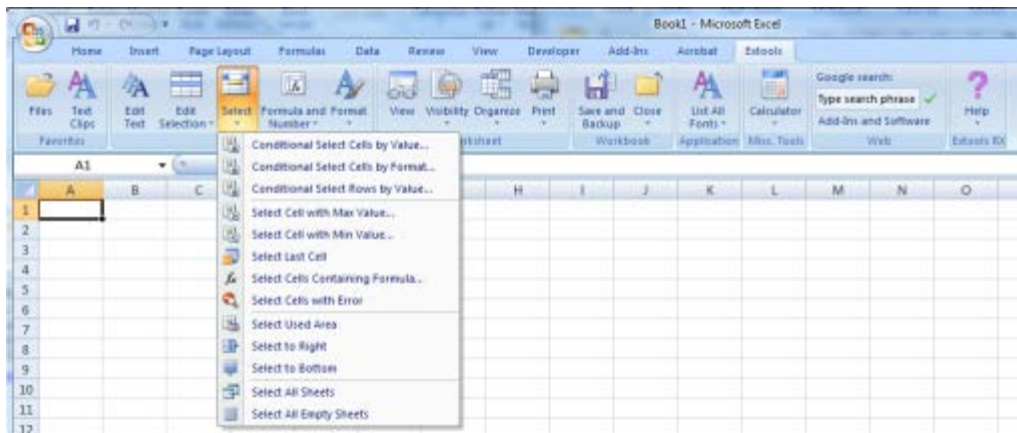 Book1 - Microsoft Excel
Home Insert Page Layout Formulas Data Review View Developer Add-Ins Acrobat Extools
Files Text Clips Edit Text Edit Selection Select Formula and Number Format View Visibility Organize Print Save and Backup Close List All Fonts Calculator Google search: Type search phrase Add-Ins and Software Help
Favorites Worksheet Workbook Application Misc. Tools Web Extools RX
A1
A B C H I J K L M N O
1
2
3
4
5
6
7
8
9
10
11
12
Conditional Select Cells by Value...
Conditional Select Cells by Format...
Conditional Select Rows by Value...
Select Cell with Max Value...
Select Cell with Min Value...
Select Last Cell
Select Cells Containing Formula...
Select Cells with Error
Select Used Area
Select to Right
Select to Bottom
Select All Sheets
Select All Empty Sheets